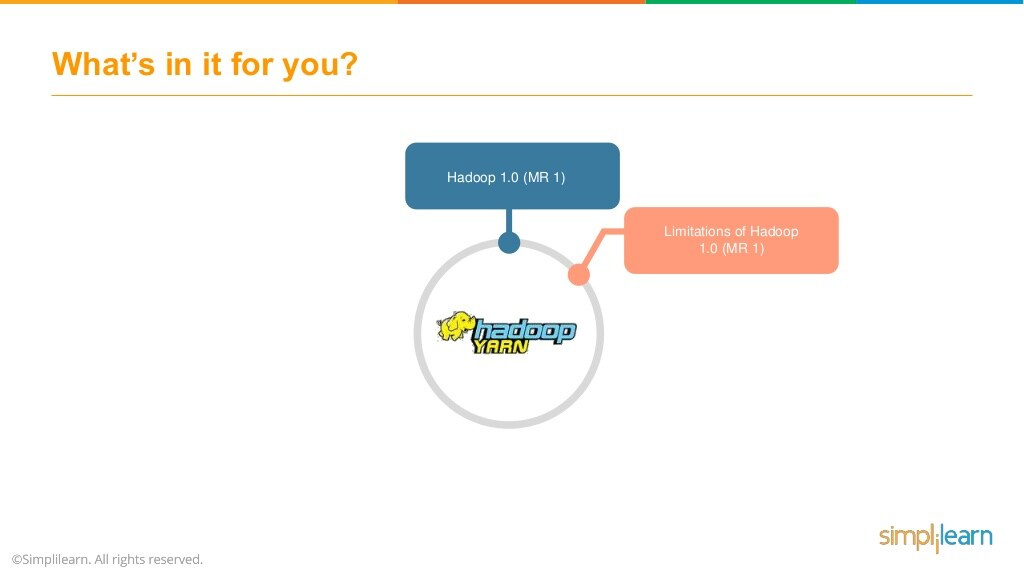 What’s in it for you?
Hadoop 1.0 (MR 1)
Limitations of Hadoop
1.0 (MR 1)
hadoop
YARN
simplilearn
©Simplilearn. All rights reserved.